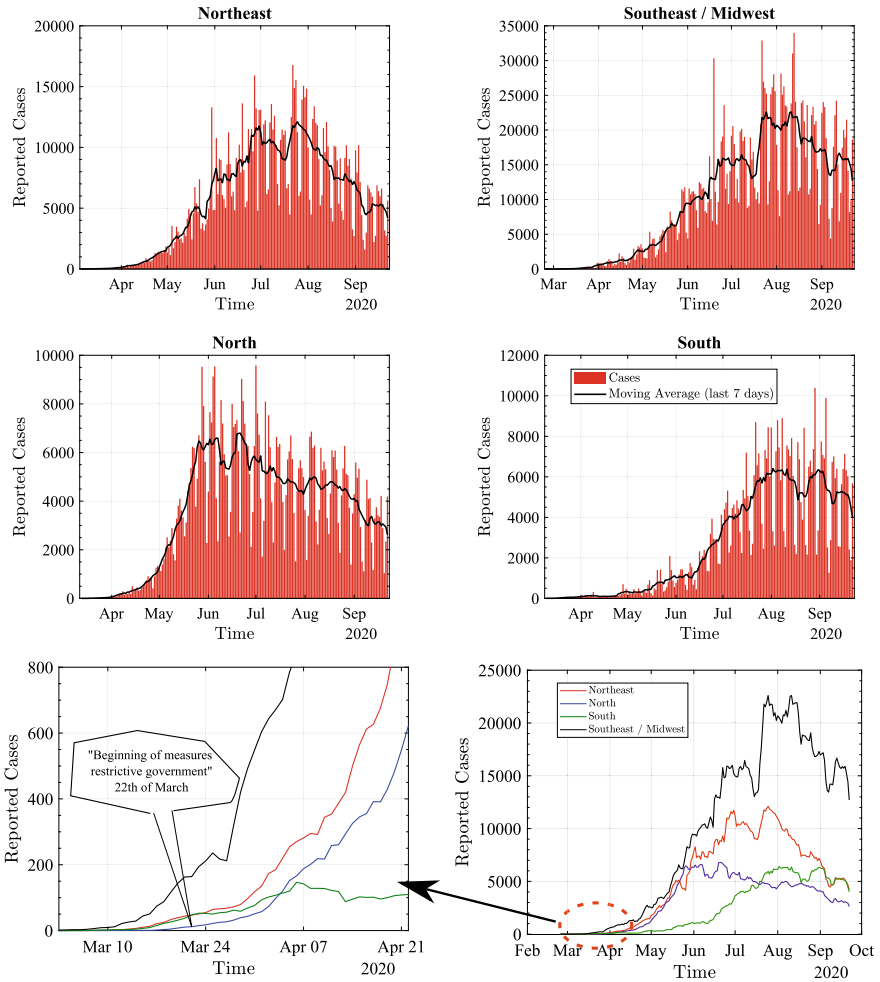 Northeast
Reported Cases
20000
15000
10000
5000
0
Apr May Jun Jul Aug Sep
Time
2020
Southeast / Midwest
Reported Cases
35000
30000
25000
20000
15000
10000
5000
0
Mar Apr May Jun Jul Aug Sep
Time
2020
North
Reported Cases
10000
8000
6000
4000
2000
0
Apr May Jun Jul Aug Sep
Time
2020
South
Reported Cases
12000
10000
8000
6000
4000
2000
0
Cases
Moving Average (last 7 days)
Apr May Jun Jul Aug Sep
Time
2020
Reported Cases
800
600
400
200
0
"Beginning of measures
restrictive government"
22th of March
Mar 10 Mar 24 Apr 07 Apr 21
Time
2020
Reported Cases
25000
20000
15000
10000
5000
0
Northeast
North
South
Southeast / Midwest
Feb Mar Apr May Jun Jul Aug Sep Oct
Time
2020